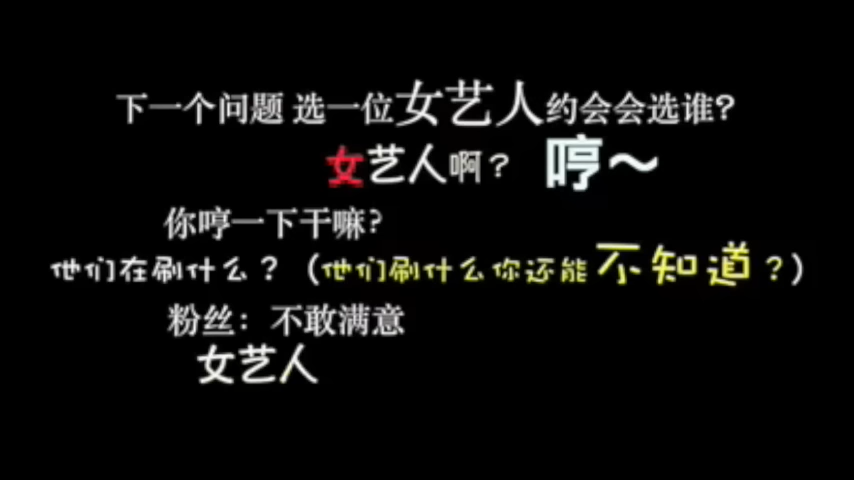 下一个问题 选一位女艺人约会会选谁?
女艺人啊? 哼~
你哼一下干嘛?
他们在刷什么?(他们刷什么你还能不知道?)
粉丝: 不敢满意
女艺人